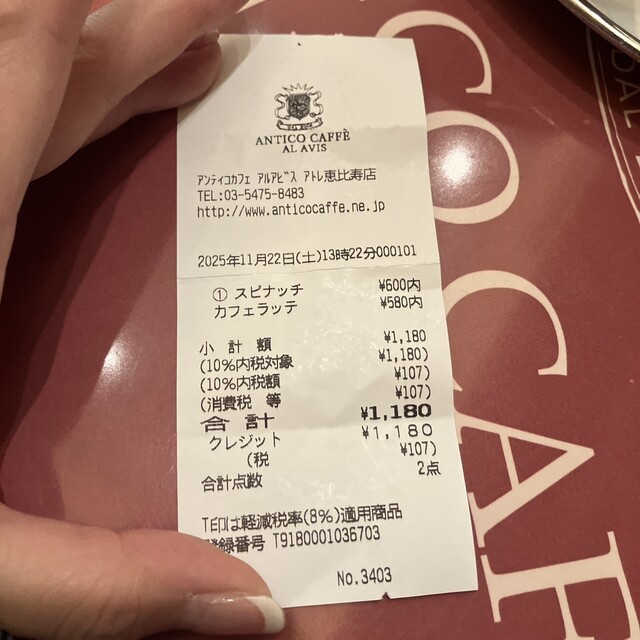 ANTICO CAFFÈ
AL AVIS
アンティコカフェ アルアビス アトレ恵比寿店
TEL:03-5475-8483
http://www.anticocaffe.ne.jp
2025年11月22日(土)13時22分000101
① スピナッチ ¥600内
カフェラッテ ¥580内
小 計 額 ¥1,180
(10%内税対象 ¥1,180)
(10%内税額 ¥107)
(消費税 等 ¥107)
合 計 ¥1,180
クレジット ¥1,180
(税 ¥107)
合計点数 2点
T印は軽減税率(8%)適用商品
登録番号 T9180001036703
No.3403
CO CAF